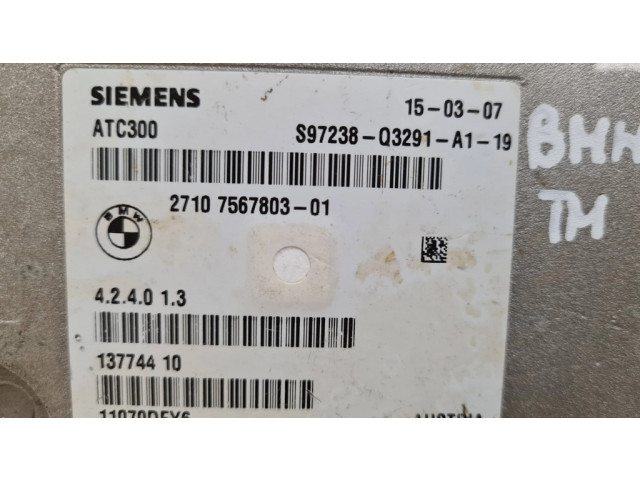 SIEMENS
15-03-07
ATC300
S97238-Q3291-A1-19
BMW
2710 7567803-01
4.2.4.0 1.3
137744 10
TH